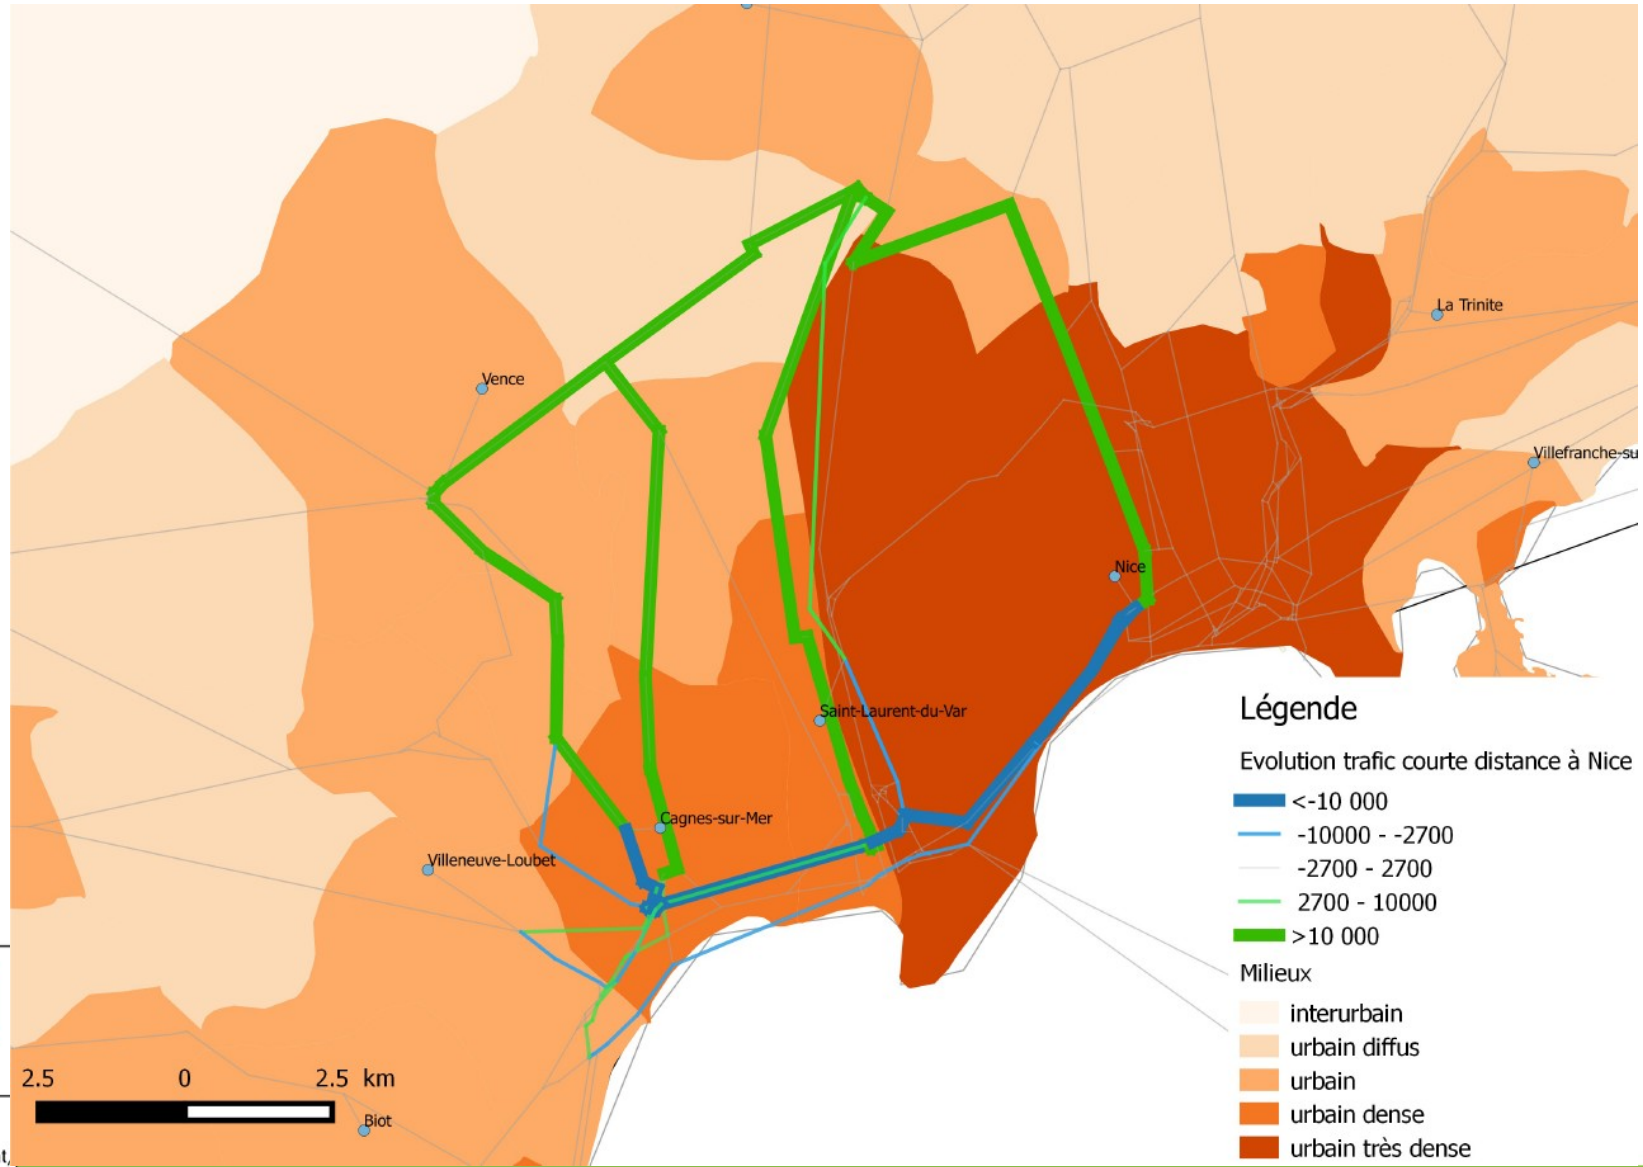 Vence
La Trinite
Villefranche-su
Nice
Saint-Laurent-du-Var
Cagnes-sur-Mer
Villeneuve-Loubet
Biot
2.5 0 2.5 km
Légende
Evolution trafic courte distance à Nice
<-10 000
-10000 - -2700
-2700 - 2700
2700 - 10000
>10 000
Milieux
interurbain
urbain diffus
urbain
urbain dense
urbain très dense